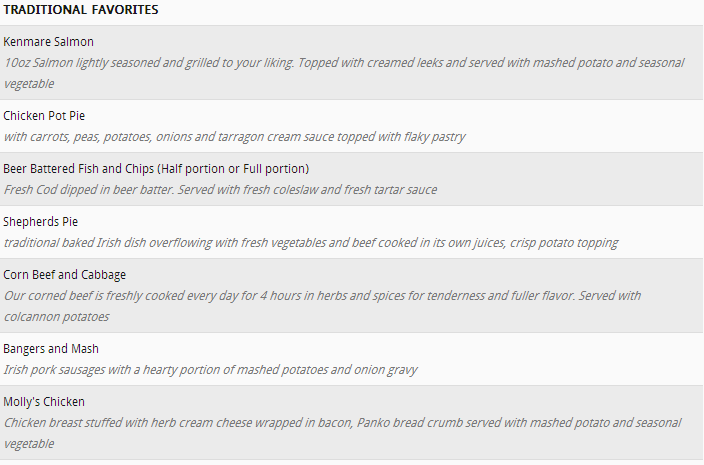 TRADITIONAL FAVORITES
Kenmare Salmon
10oz Salmon lightly seasoned and grilled to your liking. Topped with creamed leeks and served with mashed potato and seasonal
vegetable
Chicken Pot Pie
with carrots, peas, potatoes, onions and tarragon cream sauce topped with flaky pastry
Beer Battered Fish and Chips (Half portion or Full portion)
Fresh Cod dipped in beer batter. Served with fresh coleslaw and fresh tartar sauce
Shepherds Pie
traditional baked Irish dish overflowing with fresh vegetables and beef cooked in its own juices, crisp potato topping
Corn Beef and Cabbage
Our corned beef is freshly cooked every day for 4 hours in herbs and spices for tenderness and fuller flavor. Served with
colcannon potatoes
Bangers and Mash
Irish pork sausages with a hearty portion of mashed potatoes and onion gravy
Molly's Chicken
Chicken breast stuffed with herb cream cheese wrapped in bacon, Panko bread crumb served with mashed potato and seasonal
vegetable